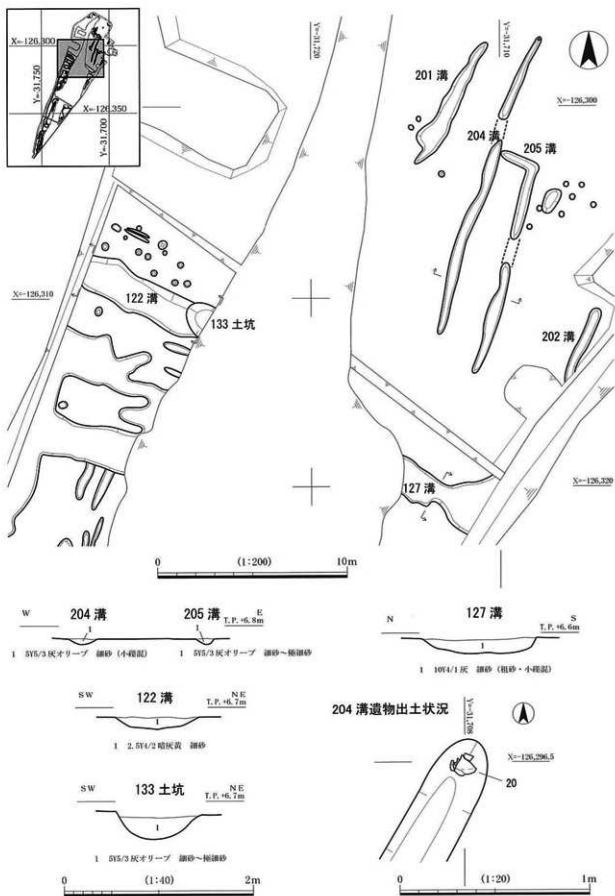 X=-126,300
Y=-31,750
X=-126,350
Y=-31,700
Y=-31,720
Y=-31,710
X=-126,300
201 溝
204 溝
205 溝
122 溝
133 土坑
X=-126,310
202 溝
127 溝
X=-126,320
0 (1:200) 10m
W 204 溝 205 溝 E
T.P.+6.8m
1 1
1 5Y5/3 灰オリーブ 細砂(小礫混) 1 5Y5/3 灰オリーブ 細砂〜極細砂
N 127 溝 S
T.P.+6.6m
1
1 10Y4/1 灰 細砂(粗砂・小礫混)
SW 122 溝 NE
T.P.+6.7m
1
1 2.5Y4/2 暗灰黄 細砂
SW 133 土坑 NE
T.P.+6.7m
1
1 5Y5/3 灰オリーブ 細砂〜極細砂
0 (1:40) 2m
204 溝遺物出土状況
Y=-31,708
X=-126,296.5
20
0 (1:20) 1m